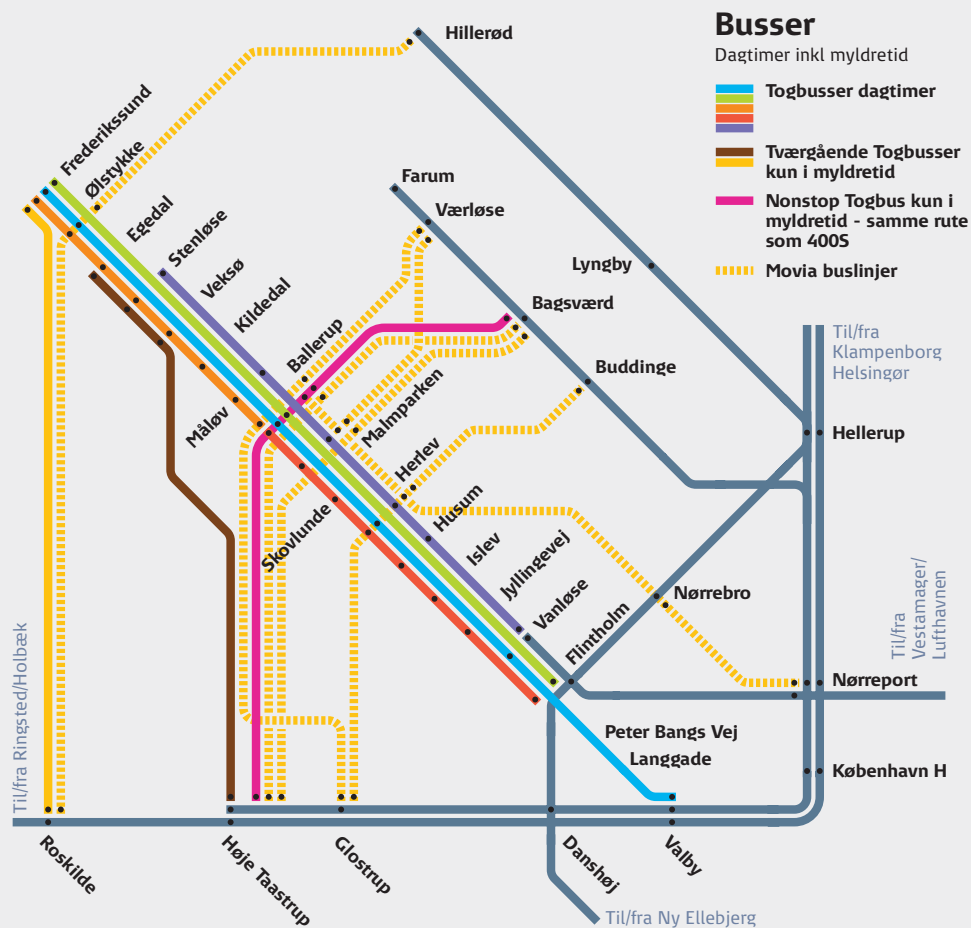 Busser
Dagtimer inkl myldretid
Togbusser dagtimer
Tværgående Togbusser
kun i myldretid
Nonstop Togbus kun i
myldretid - samme rute
som 400S
Movia buslinjer
Hillerød
Frederikssund
Ølstykke
Egedal
Stenløse
Veksø
Kildedal
Ballerup
Måløv
Malmparken
Skovlunde
Herlev
Husum
Islev
Jyllingevej
Vanløse
Flintholm
Peter Bangs Vej
Langgade
Farum
Værløse
Bagsværd
Buddinge
Lyngby
Til/fra
Klampenborg
Helsingør
Hellerup
Nørrebro
Til/fra
Vestamager/
Lufthavnen
Nørreport
København H
Til/fra Ringsted/Holbæk
Roskilde
Høje Taastrup
Glostrup
Danshøj
Valby
Til/fra Ny Ellebjerg